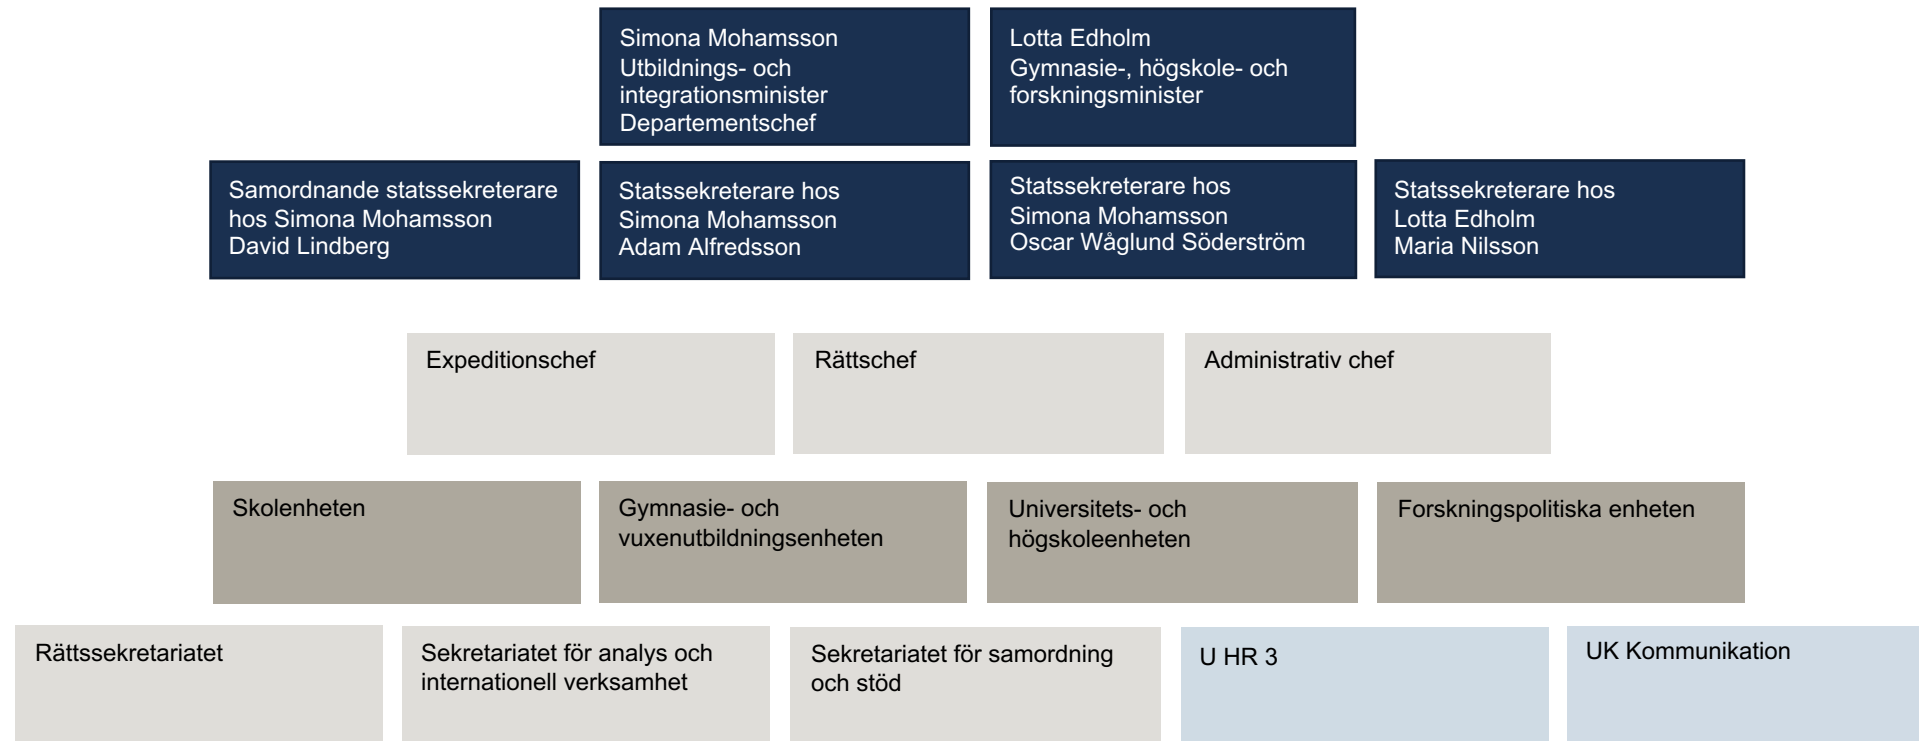 Simona Mohamsson
Utbildnings- och
integrationsminister
Departementschef
Lotta Edholm
Gymnasie-, högskole- och
forskningsminister
Samordnande statssekreterare
hos Simona Mohamsson
David Lindberg
Statssekreterare hos
Simona Mohamsson
Adam Alfredsson
Statssekreterare hos
Simona Mohamsson
Oscar Wåglund Söderström
Statssekreterare hos
Lotta Edholm
Maria Nilsson
Expeditionschef
Rättschef
Administrativ chef
Skolenheten
Gymnasie- och
vuxenutbildningsenheten
Universitets- och
högskoleenheten
Forskningspolitiska enheten
Rättssekretariatet
Sekretariatet för analys och
internationell verksamhet
Sekretariatet för samordning
och stöd
U HR 3
UK Kommunikation